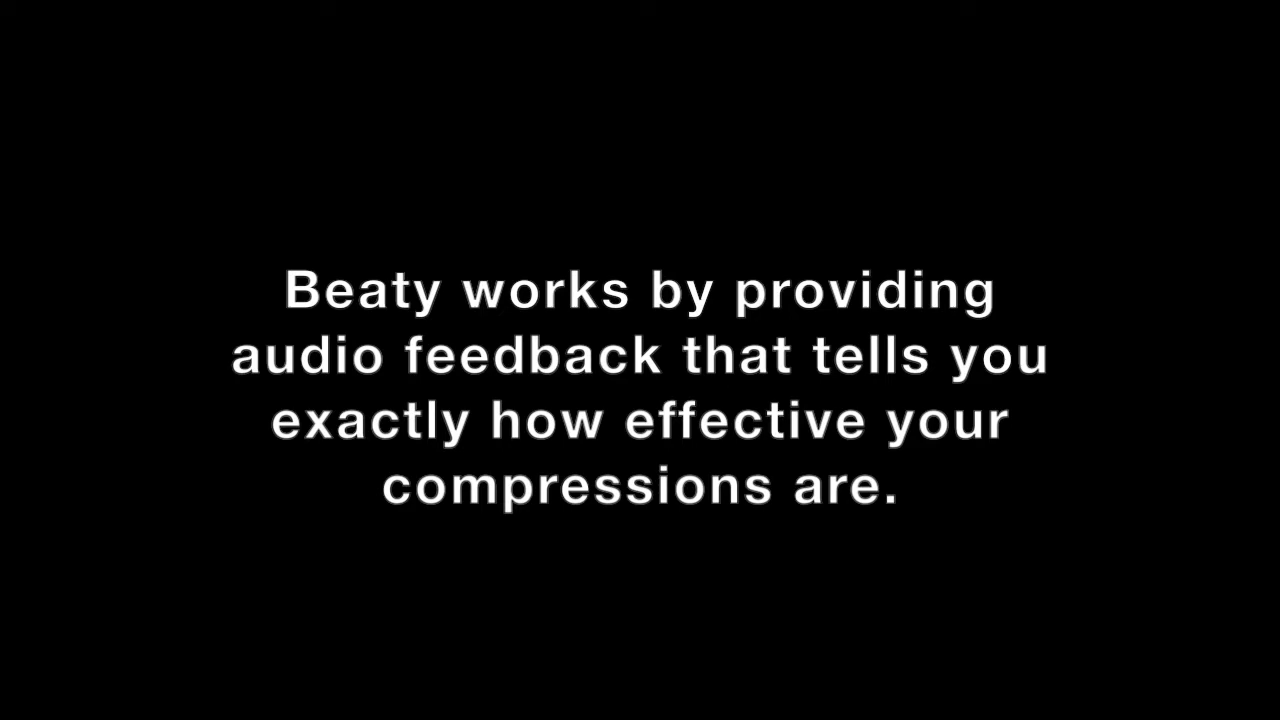 Beaty works by providing
audio feedback that tells you
exactly how effective your
compressions are.